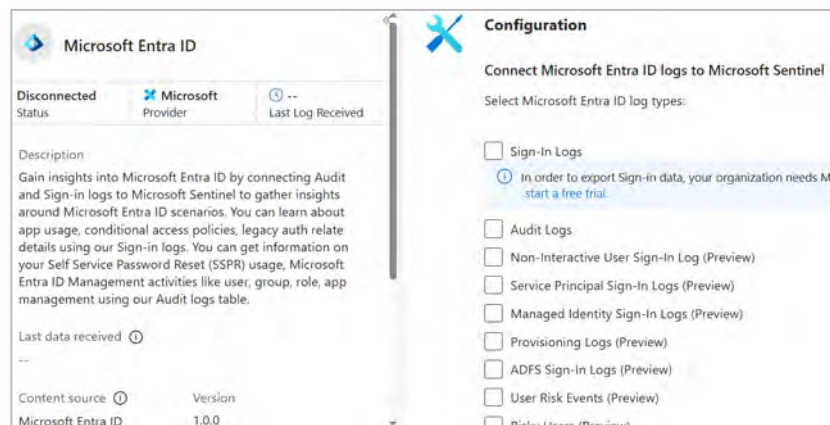 Microsoft Entra ID
Disconnected
Status
Microsoft
Provider
--
Last Log Received
Description
Gain insights into Microsoft Entra ID by connecting Audit
and Sign-in logs to Microsoft Sentinel to gather insights
around Microsoft Entra ID scenarios. You can learn about
app usage, conditional access policies, legacy auth relate
details using our Sign-in logs. You can get information on
your Self Service Password Reset (SSPR) usage, Microsoft
Entra ID Management activities like user, group, role, app
management using our Audit logs table.
Last data received
--
Content source
Version
Microsoft Entra ID
1.0.0
Configuration
Connect Microsoft Entra ID logs to Microsoft Sentinel
Select Microsoft Entra ID log types:
Sign-In Logs
In order to export Sign-in data, your organization needs M
start a free trial.
Audit Logs
Non-Interactive User Sign-In Log (Preview)
Service Principal Sign-In Logs (Preview)
Managed Identity Sign-In Logs (Preview)
Provisioning Logs (Preview)
ADFS Sign-In Logs (Preview)
User Risk Events (Preview)
Risky Users (Preview)